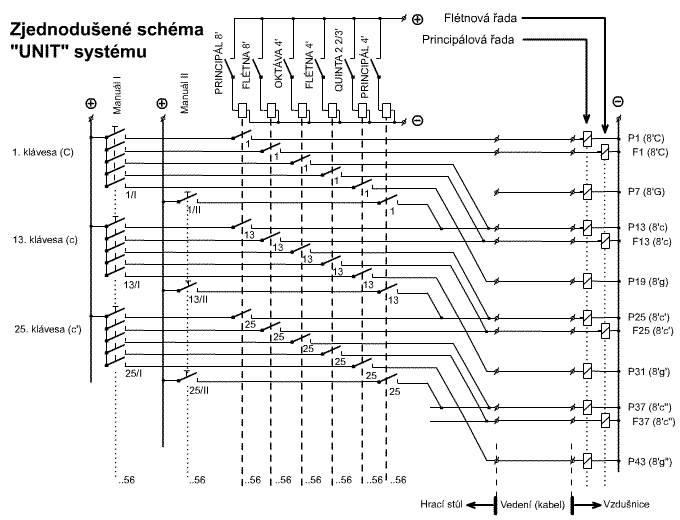 Zjednodušené schéma
"UNIT" systému
Flétnová řada
Principálová řada
PRINCIPÁL 8'
FLÉTNA 8'
OKTÁVA 4'
FLÉTNA 4'
QUINTA 2 2/3'
PRINCIPÁL 4'
Manuál I
Manuál II
1. klávesa (C)
1/I
1/II
1
1
1
1
1
1
P1 (8'C)
F1 (8'C)
P7 (8'G)
13. klávesa (c)
13/I
13/II
13
13
13
13
13
13
P13 (8'c)
F13 (8'c)
P19 (8'g)
25. klávesa (c')
25/I
25/II
25
25
25
25
25
25
P25 (8'c')
F25 (8'c')
P31 (8'g')
P37 (8'c'')
F37 (8'c'')
P43 (8'g'')
..56
..56
..56
..56
..56
..56
..56
..56
Hrací stůl
Vedení (kabel)
Vzdušnice